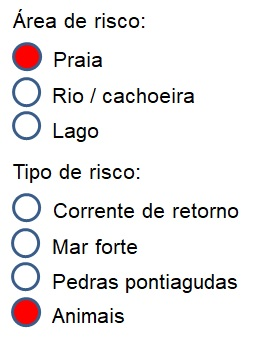 Área de risco:
Praia
Rio / cachoeira
Lago
Tipo de risco:
Corrente de retorno
Mar forte
Pedras pontiagudas
Animais